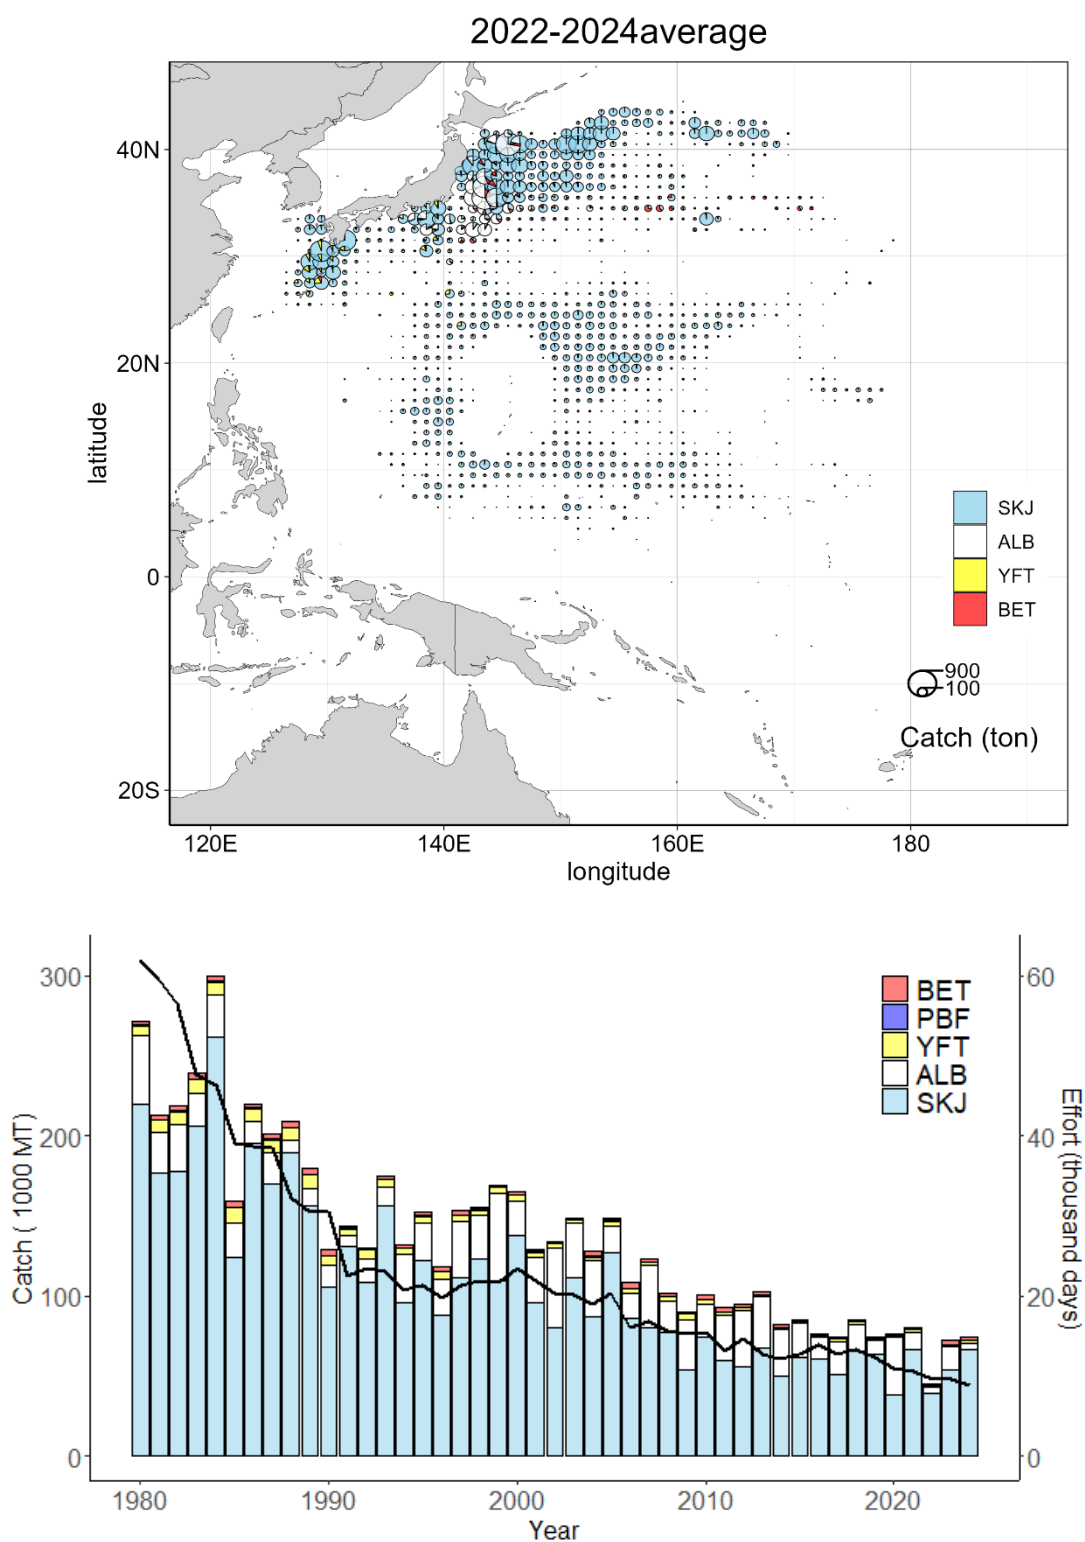 2022-2024average
40N
20N
0
20S
latitude
SKJ
ALB
YFT
BET
900
100
Catch (ton)
120E 140E 160E 180
longitude
300
200
100
0
Catch ( 1000 MT)
BET
PBF
YFT
ALB
SKJ
60
40
20
0
Effort (thousand days)
1980 1990 2000 2010 2020
Year